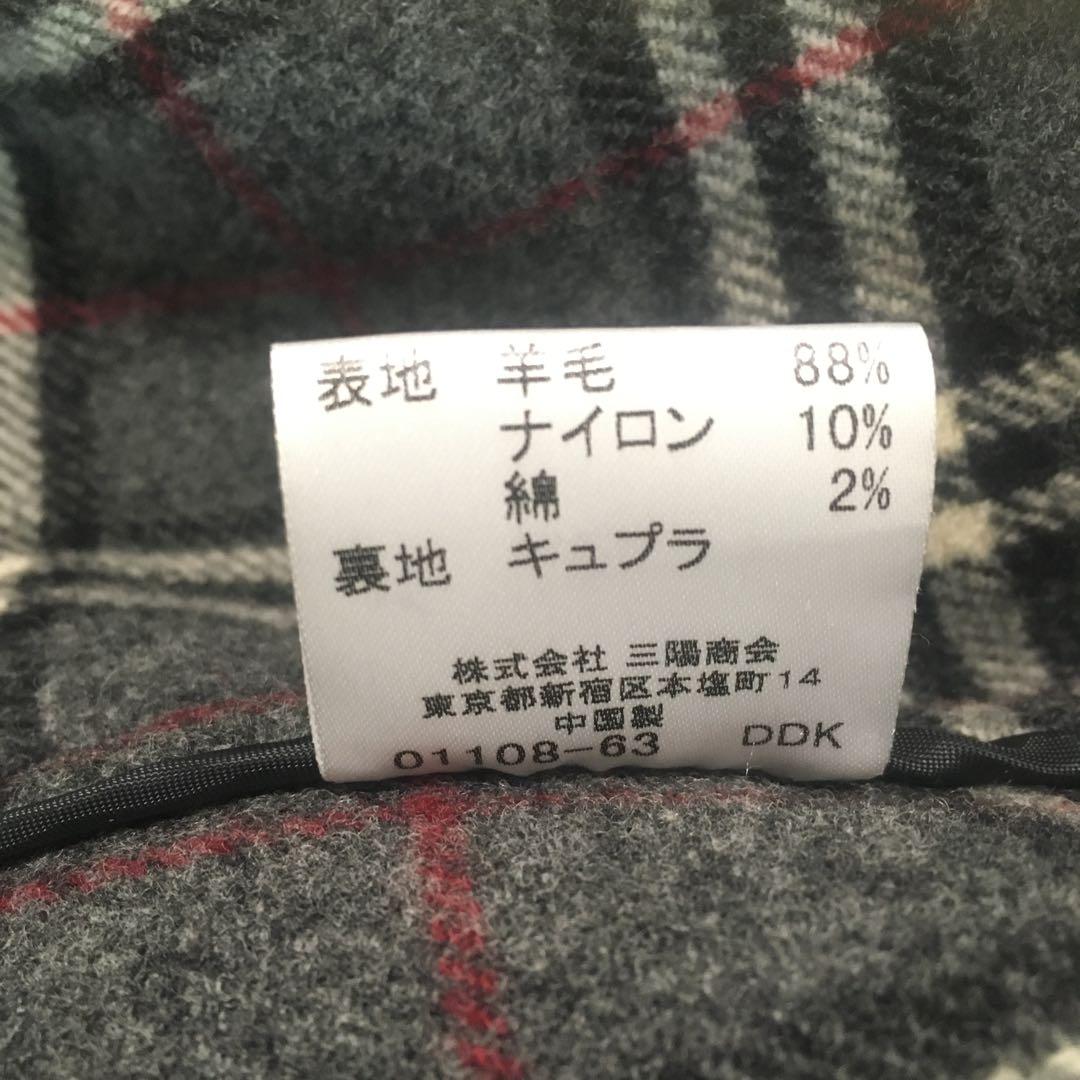 表地 羊毛 88%
ナイロン 10%
綿 2%
裏地 キュプラ
株式会社 三陽商会
東京都新宿区本塩町14
中国製
01108-63 DDK